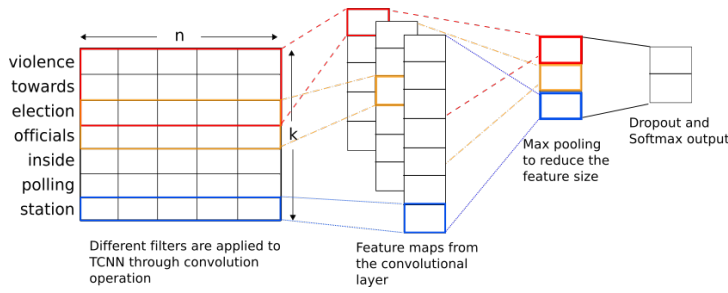 n
violence
towards
election
officials
inside
polling
station
k
Different filters are applied to
TCNN through convolution
operation
Feature maps from
the convolutional
layer
Max pooling
to reduce the
feature size
Dropout and
Softmax output